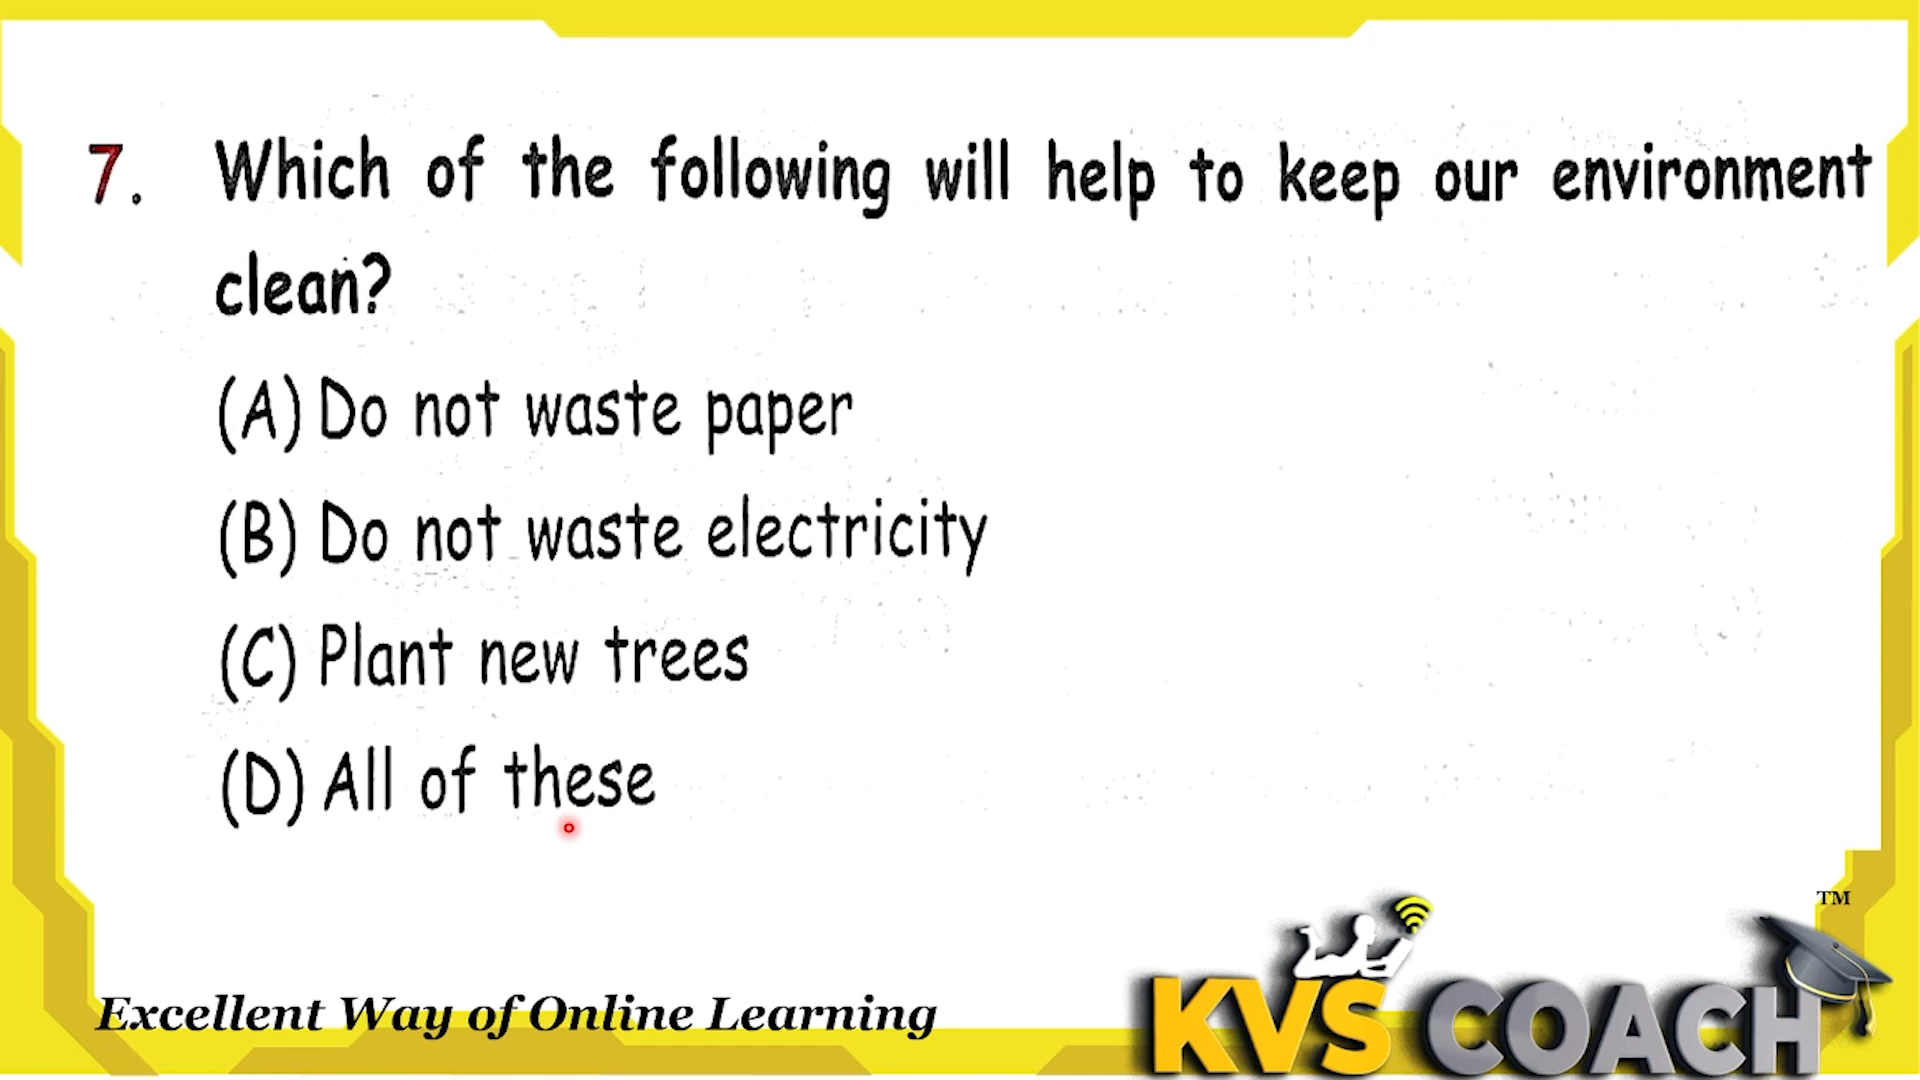 7. Which of the following will help to keep our environment
clean?
(A) Do not waste paper
(B) Do not waste electricity
(C) Plant new trees
(D) All of these
TM
Excellent Way of Online Learning
KVS COACH